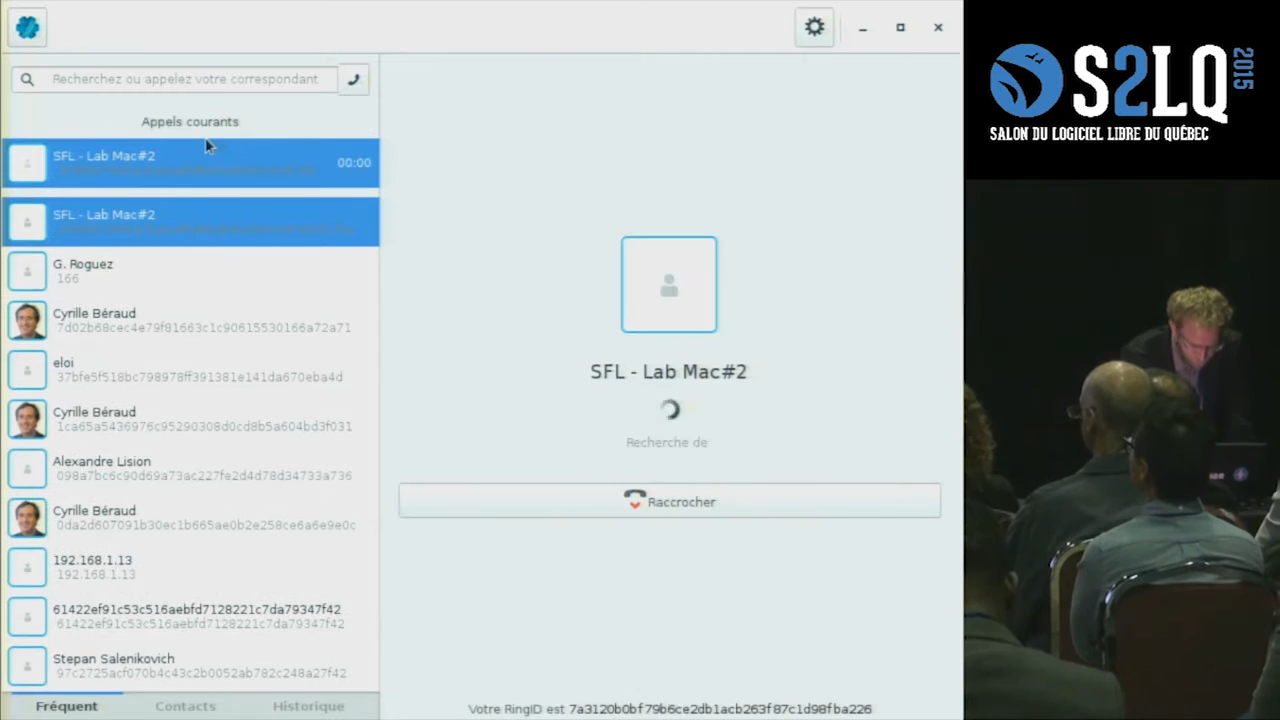 Recherchez ou appelez votre correspondant
Appels courants
SFL - Lab Mac#2
00:00
SFL - Lab Mac#2
G. Roguez
166
Cyrille Béraud
7d02b68cec4e79f81663c1c90615530166a72a71
eloi
37bfe5f518bc798978ff391381e141da670eba4d
Cyrille Béraud
1ca65a5436976c95290308d0cd8b5a604bd3f031
Alexandre Lision
098a7bc6c90d69a73ac227fe2d4d78d34733a736
Cyrille Béraud
0da2d607091b30ec1b665ae0b2e258ce6a6e9e0c
192.168.1.13
192.168.1.13
61422ef91c53c516aebfd7128221c7da79347f42
61422ef91c53c516aebfd7128221c7da79347f42
Stepan Salenikovich
97c2725acf070b4c43c2b0052ab782c248a27f42
Fréquent
Contacts
Historique
SFL - Lab Mac#2
Recherche de
Raccrocher
Votre RingID est 7a3120b0bf79b6ce2db1acb263f87c1d98fba226
S2LQ
2015
SALON DU LOGICIEL LIBRE DU QUÉBEC